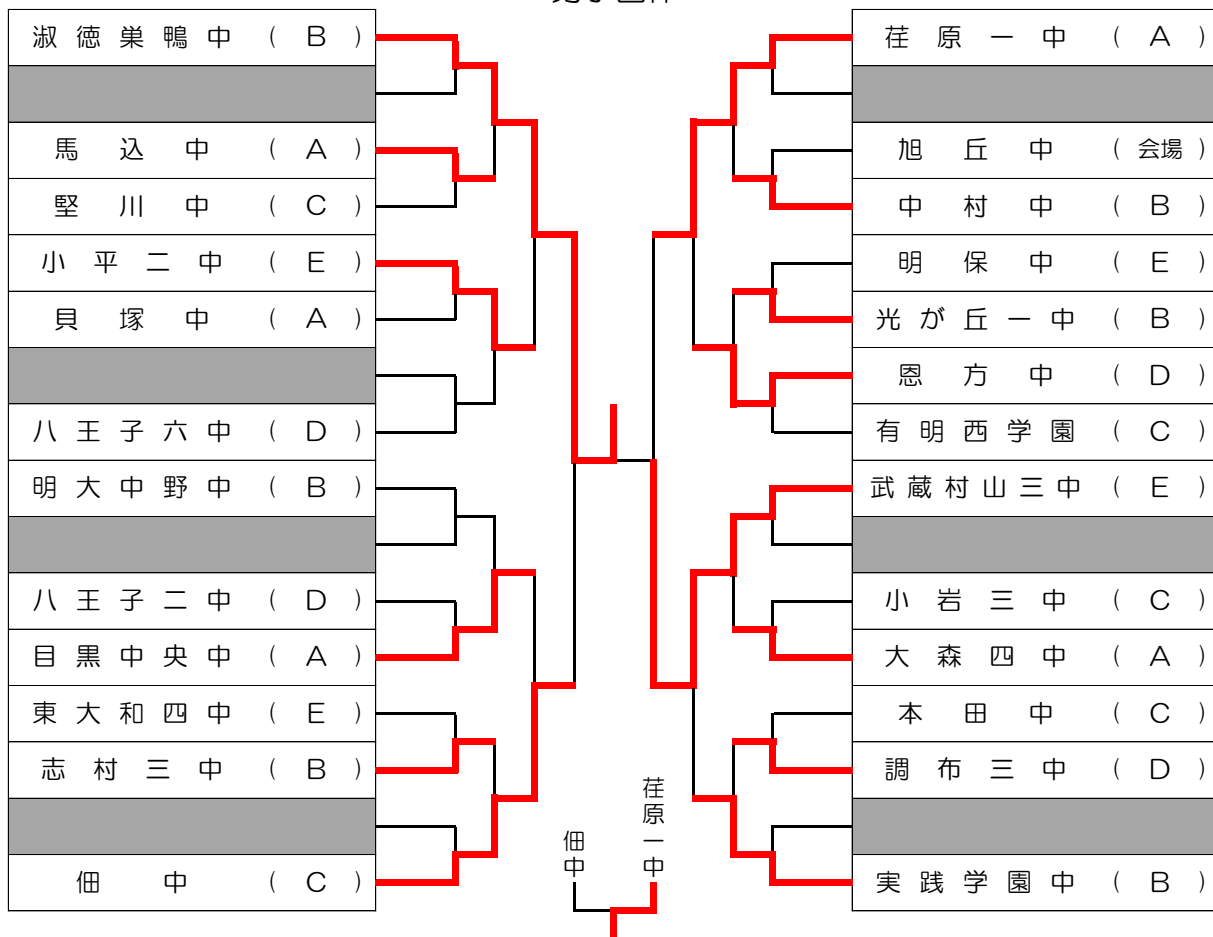 淑徳巣鴨中 ( B )
馬込中 ( A )
堅川中 ( C )
小平二中 ( E )
貝塚中 ( A )
八王子六中 ( D )
明大中野中 ( B )
八王子二中 ( D )
目黒中央中 ( A )
東大和四中 ( E )
志村三中 ( B )
佃中 ( C )
荏原一中 ( A )
旭丘中 ( 会場 )
中村中 ( B )
明保中 ( E )
光が丘一中 ( B )
恩方中 ( D )
有明西学園 ( C )
武蔵村山三中 ( E )
小岩三中 ( C )
大森四中 ( A )
本田中 ( C )
調布三中 ( D )
実践学園中 ( B )
佃中
荏原一中